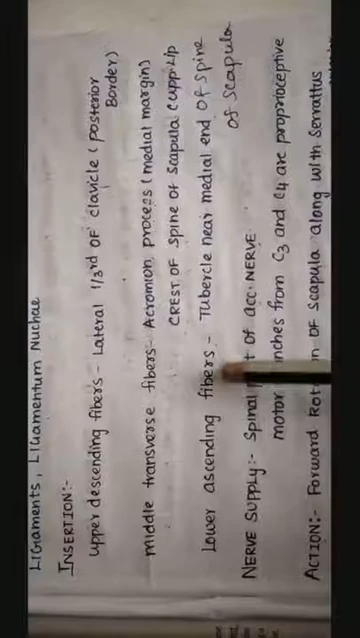 LIGAMENTS, LIGAMENTUM NUCHAE
INSERTION:-
upper descending fibers- Lateral 1/3rd OF clavicle (posterior
Border)
middle transverse fibers- Acromion process (medial margin)
CREST OF spine of scapula (upp. Lip
Lower ascending fibers- Tubercle near medial end OF spine
of scapula
NERVE SUPPLY:- Spinal of acc. NERVE
motor nches from C3 and C4 are proprioceptive
ACTION:- Forward Rot n OF scapula along with serrattus